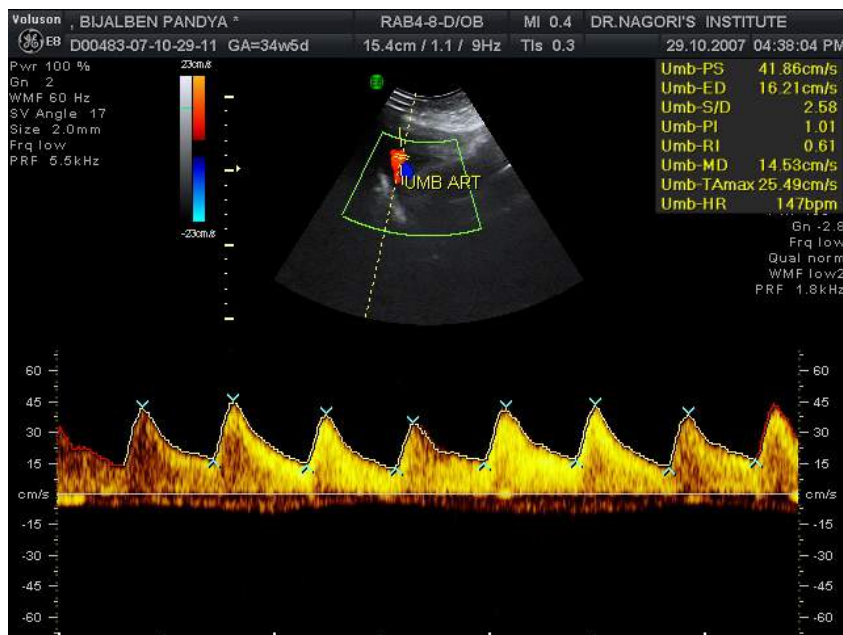 Voluson , BIJALBEN PANDYA * RAB4-8-D/OB MI 0.4 DR.NAGORI'S INSTITUTE
E8 D00483-07-10-29-11 GA=34w5d 15.4cm / 1.1 / 9Hz TIs 0.3 29.10.2007 04:38:04 PM
Pwr 100 %
Gn 2
WMF 60 Hz
SV Angle 17
Size 2.0mm
Frq low
PRF 5.5kHz
23cm/s
-23cm/s
UMB ART
Umb-PS 41.86cm/s
Umb-ED 16.21cm/s
Umb-S/D 2.58
Umb-PI 1.01
Umb-RI 0.61
Umb-MD 14.53cm/s
Umb-TAmax 25.49cm/s
Umb-HR 147bpm
Gn -2.8
Frq low
Qual norm
WMF low2
PRF 1.8kHz
60 60
45 45
30 30
15 15
cm/s cm/s
-15 -15
-30 -30
-45 -45
-60 -60